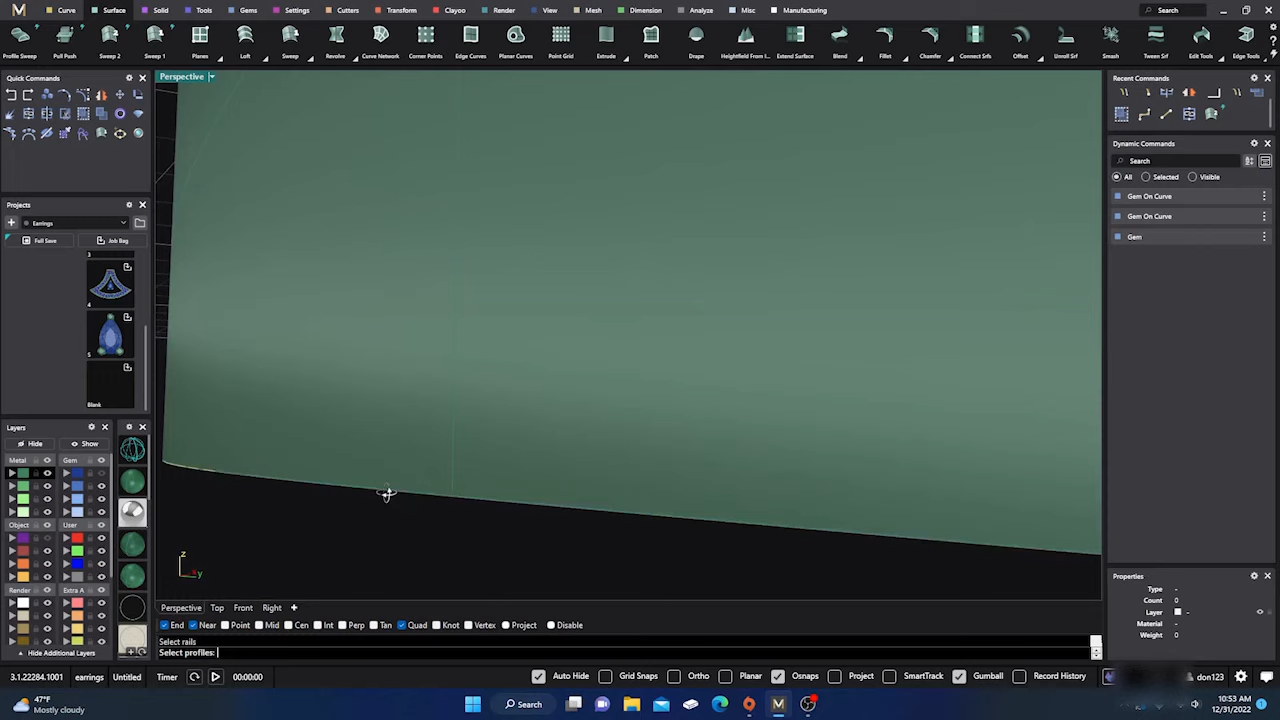 Curve Surface Solid Tools Gems Settings Cutters Transform Clayoo Render View Mesh Dimension Analyze Misc Manufacturing Search
Profile Sweep Pull Push Sweep 2 Sweep 1 Planes Loft Sweep Revolve Curve Network Corner Points Edge Curves Planar Curves Point Grid Extrude Patch Drape Heightfield From I... Extend Surface Blend Fillet Chamfer Connect Srfs Offset Unroll Srf Smash Tween Surf Edit Tools Edge Tools
Quick Commands
Perspective
Recent Commands
Dynamic Commands
Search
All Selected Visible
Gem On Curve
Gem On Curve
Gem
Projects
Earrings
Full Save Job Bag
3
4
5
Blank
Layers
Hide Show
Metal Gem
Object User
Render Extra A
Hide Additional Layers
z
x
y
Properties
Type -
Count 0
Layer -
Material -
Weight 0
Perspective Top Front Right
End Near Point Mid Cen Int Perp Tan Quad Knot Vertex Project Disable
Select rails
Select profiles:
3.1.22284.1001 earrings Untitled Timer 00:00:00 Auto Hide Grid Snaps Ortho Planar Osnaps Project SmartTrack Gumball Record History don123
47°F
Mostly cloudy
Search
10:53 AM
12/31/2022